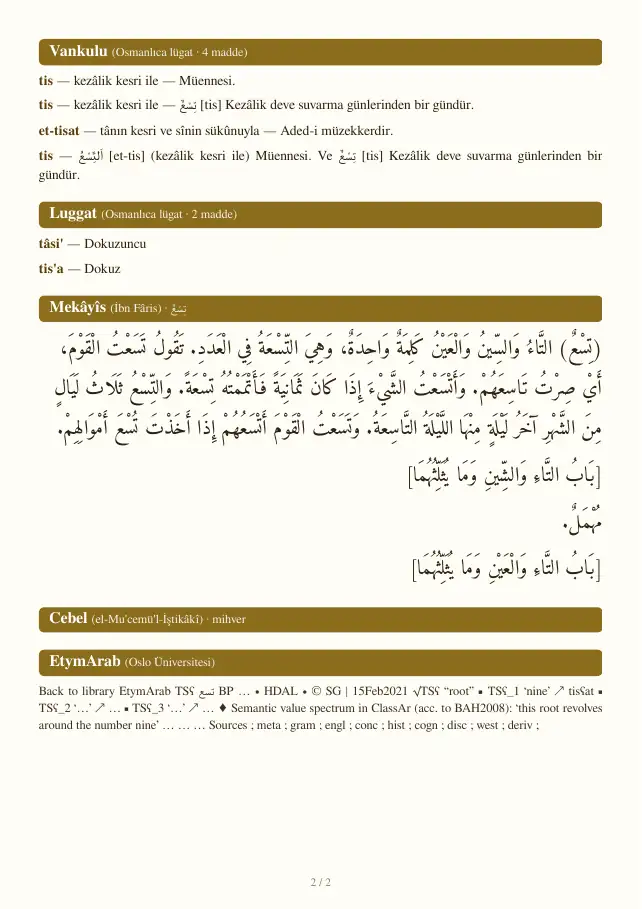 Vankulu (Osmanlıca lügat · 4 madde)
tis — kezâlik kesri ile — Müennesi.
tis — kezâlik kesri ile — تِسْعٌ [tis] Kezâlik deve suvarma günlerinden bir gündür.
et-tisat — tânın kesri ve sînin sükûnuyla — Aded-i müzekkerdir.
tis — اَلتِّسْعُ [et-tis] (kezâlik kesri ile) Müennesi. Ve تِسْعٌ [tis] Kezâlik deve suvarma günlerinden bir
gündür.
Luggat (Osmanlıca lügat · 2 madde)
tâsi' — Dokuzuncu
tis'a — Dokuz
Mekâyîs (İbn Fâris) · تِسْعٌ
(تِسْعٌ) التَّاءُ وَالسِّينُ وَالْعَيْنُ كَلِمَةٌ وَاحِدَةٌ، وَهِيَ التِّسْعَةُ فِي الْعَدَدِ. تَقُولُ تَسَعْتُ الْقَوْمَ،
أَيْ صِرْتُ تَاسِعَهُمْ. وَأَتْسَعْتُ الشَّيْءَ إِذَا كَانَ ثَمَانِيَةً فَأَتْمَمْتُهُ تِسْعَةً. وَالتِّسْعُ ثَلَاثُ لَيَالٍ
مِنَ الشَّهْرِ آخَرُ لَيْلَةٍ مِنْهَا اللَّيْلَةُ التَّاسِعَةُ. وَتَسَعْتُ الْقَوْمَ أَتْسَعُهُمْ إِذَا أَخَذْتَ تُسْعَ أَمْوَالِهِمْ.
[بَابُ التَّاءِ وَالشِّينِ وَمَا يُثَلِّثُهُمَا]
مُهْمَلٌ.
[بَابُ التَّاءِ وَالْعَيْنِ وَمَا يُثَلِّثُهُمَا]
Cebel (el-Mu'cemü'l-İştikâkî) · mihver
EtymArab (Oslo Üniversitesi)
Back to library EtymArab TSʕ تسع BP … • HDAL • © SG | 15Feb2021 √TSʕ “root” ▪ TSʕ_1 ‘nine’ ↗ tisʕaẗ ▪
TSʕ_2 ‘…’ ↗ … ▪ TSʕ_3 ‘…’ ↗ … ♦ Semantic value spectrum in ClassAr (acc. to BAH2008): ‘this root revolves
around the number nine’ … … … Sources ; meta ; gram ; engl ; conc ; hist ; cogn ; disc ; west ; deriv ;
2 / 2